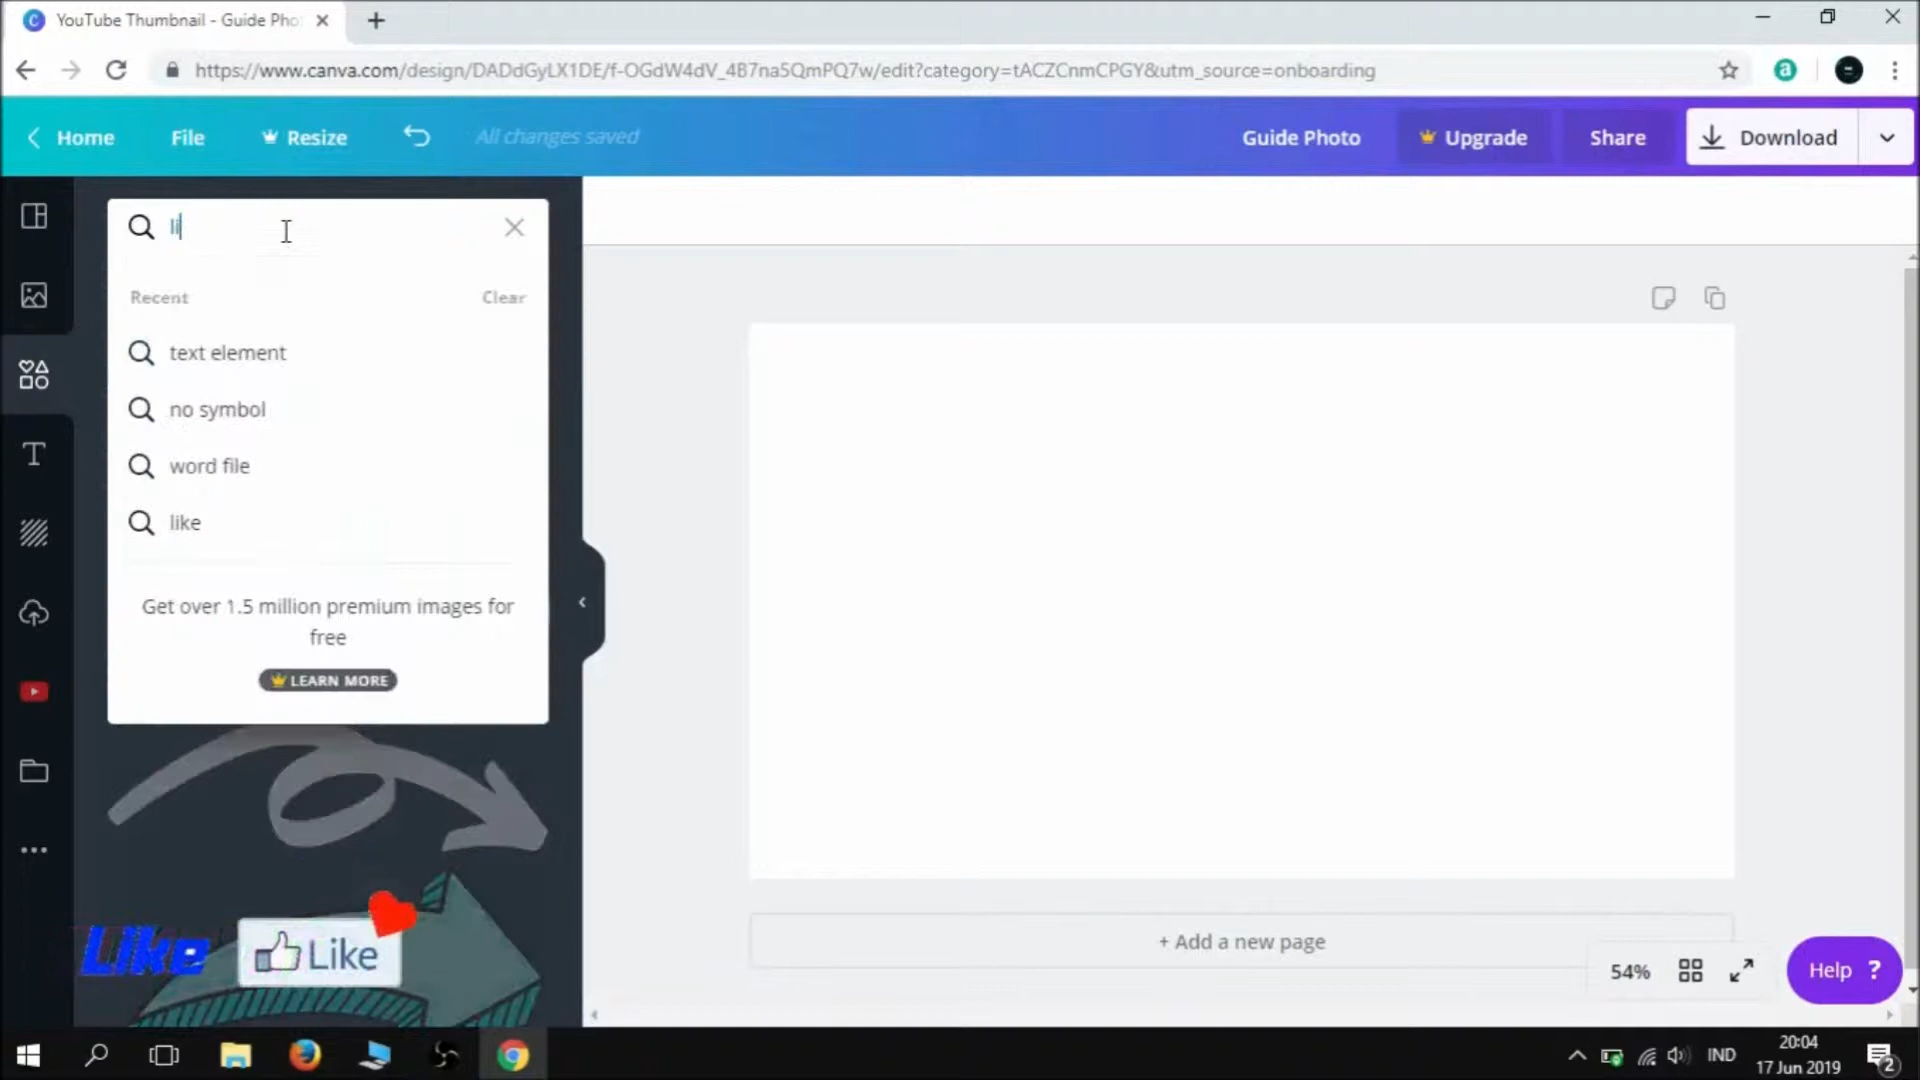 YouTube Thumbnail - Guide Pho
https://www.canva.com/design/DADdGyLX1DE/f-OGdW4dV_4B7na5QmPQ7w/edit?category=tACZCnmCPGY&utm_source=onboarding
Home File Resize All changes saved Guide Photo Upgrade Share Download
li
Recent Clear
text element
no symbol
word file
like
Get over 1.5 million premium images for
free
LEARN MORE
Like Like
+ Add a new page
54% Help ?
IND 20:04
17 Jun 2019 2